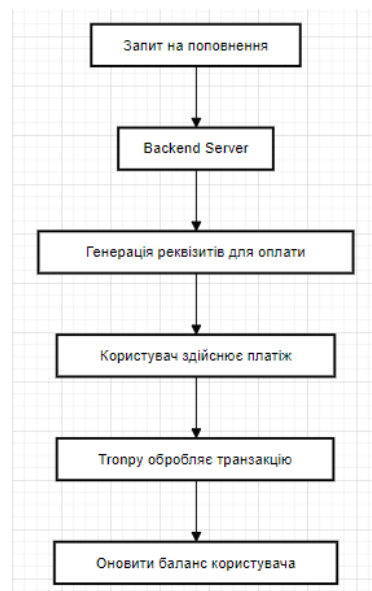 Запит на поповнення
Backend Server
Генерація реквізитів для оплати
Користувач здійснює платіж
Tronpy обробляє транзакцію
Оновити баланс користувача